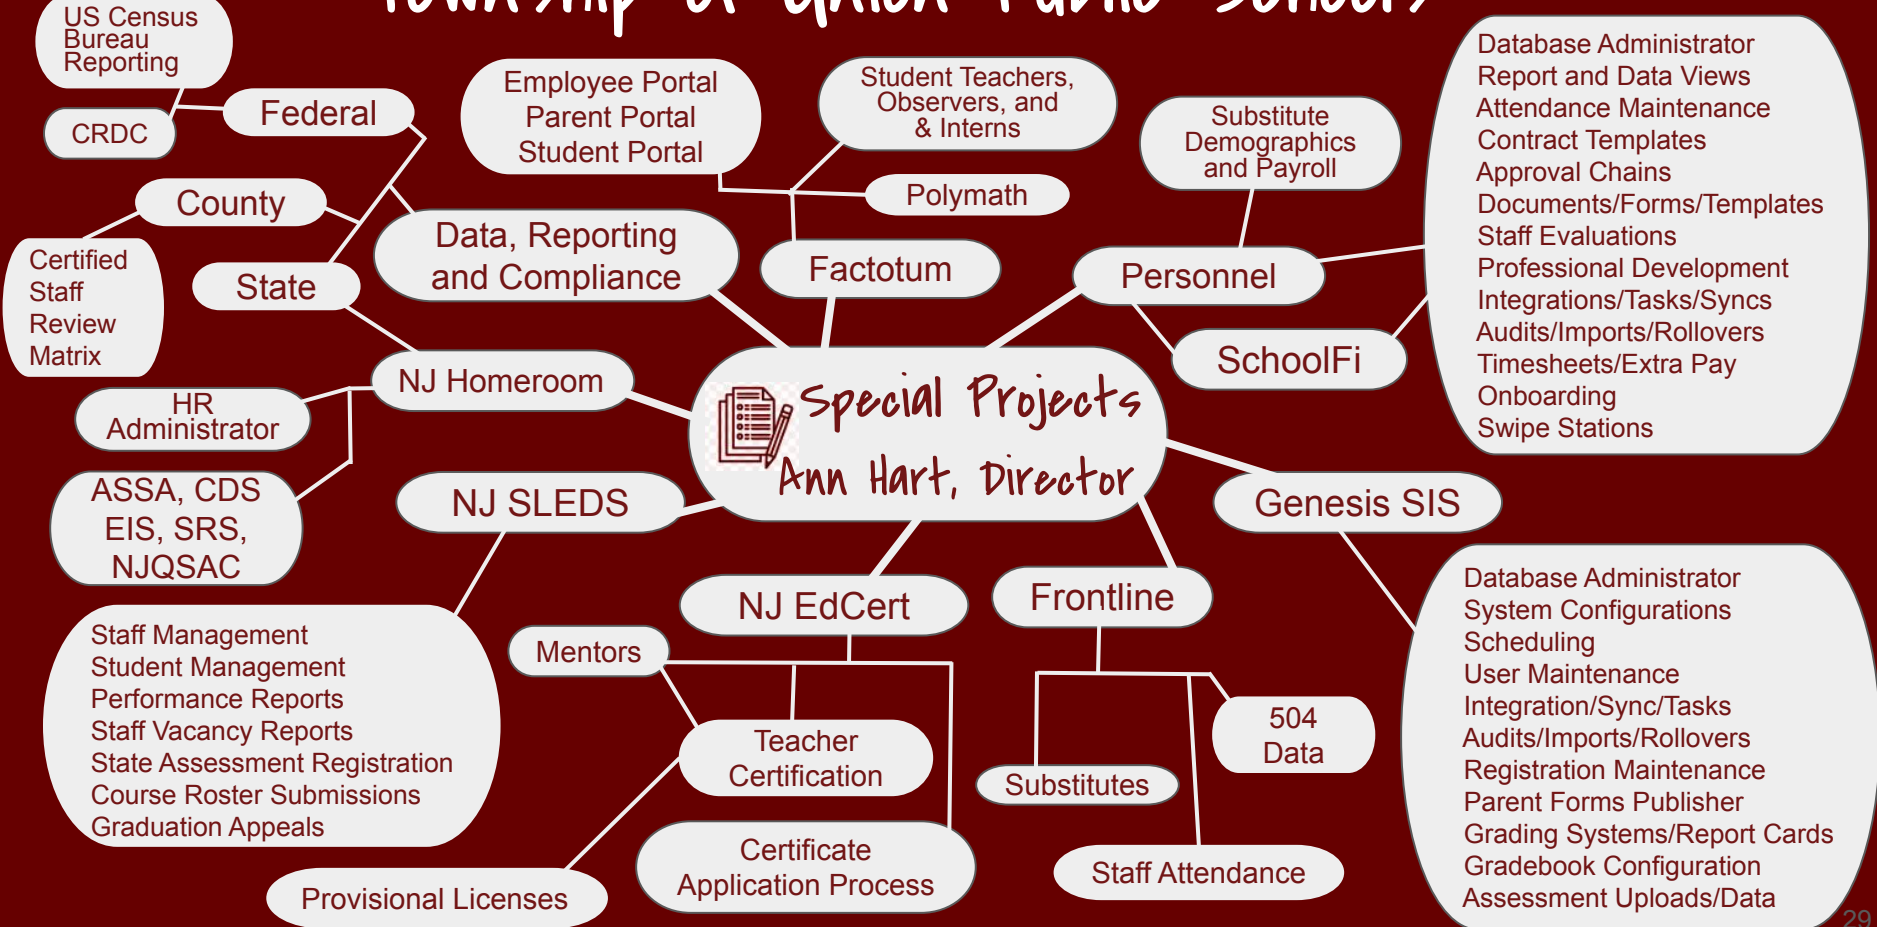 Township of Union Public Schools
US Census
Bureau
Reporting
CRDC
Federal
County
Certified
Staff
Review
Matrix
State
Data, Reporting
and Compliance
Employee Portal
Parent Portal
Student Portal
Student Teachers,
Observers, and
& Interns
Polymath
Factotum
Substitute
Demographics
and Payroll
Personnel
SchoolFi
Database Administrator
Report and Data Views
Attendance Maintenance
Contract Templates
Approval Chains
Documents/Forms/Templates
Staff Evaluations
Professional Development
Integrations/Tasks/Syncs
Audits/Imports/Rollovers
Timesheets/Extra Pay
Onboarding
Swipe Stations
NJ Homeroom
HR
Administrator
ASSA, CDS
EIS, SRS,
NJQSAC
Special Projects
Ann Hart, Director
NJ SLEDS
Staff Management
Student Management
Performance Reports
Staff Vacancy Reports
State Assessment Registration
Course Roster Submissions
Graduation Appeals
NJ EdCert
Mentors
Teacher
Certification
Provisional Licenses
Certificate
Application Process
Frontline
Substitutes
504
Data
Staff Attendance
Genesis SIS
Database Administrator
System Configurations
Scheduling
User Maintenance
Integration/Sync/Tasks
Audits/Imports/Rollovers
Registration Maintenance
Parent Forms Publisher
Grading Systems/Report Cards
Gradebook Configuration
Assessment Uploads/Data
29